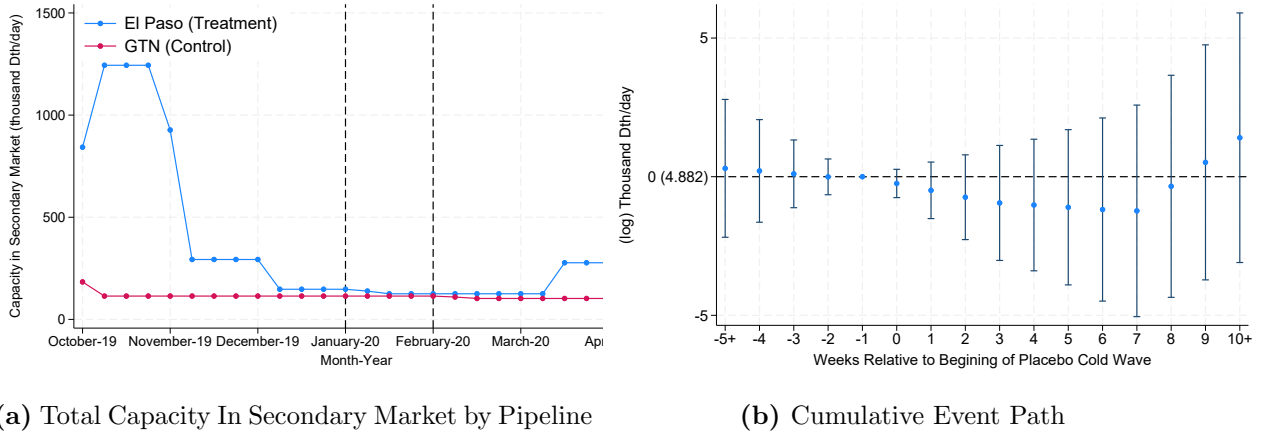 1500
1000
500
0
Capacity in Secondary Market (thousand Dth/day)
El Paso (Treatment)
GTN (Control)
October-19 November-19 December-19 January-20 February-20 March-20 Apr
Month-Year
(a) Total Capacity In Secondary Market by Pipeline
5
0 (4.882)
-5
(log) Thousand Dth/day
-5+ -4 -3 -2 -1 0 1 2 3 4 5 6 7 8 9 10+
Weeks Relative to Begining of Placebo Cold Wave
(b) Cumulative Event Path